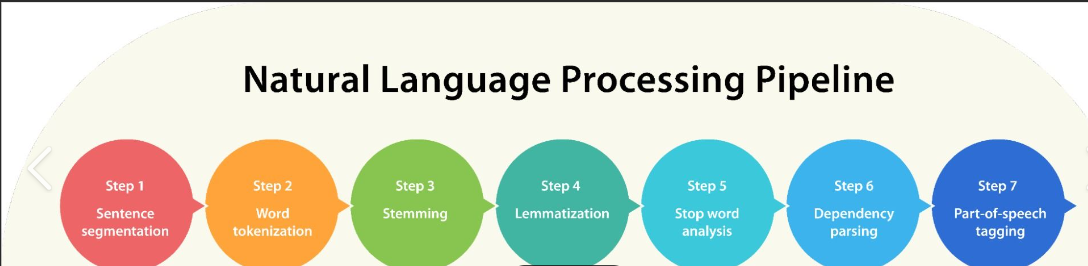 Natural Language Processing Pipeline
Step 1
Sentence
segmentation
Step 2
Word
tokenization
Step 3
Stemming
Step 4
Lemmatization
Step 5
Stop word
analysis
Step 6
Dependency
parsing
Step 7
Part-of-speech
tagging